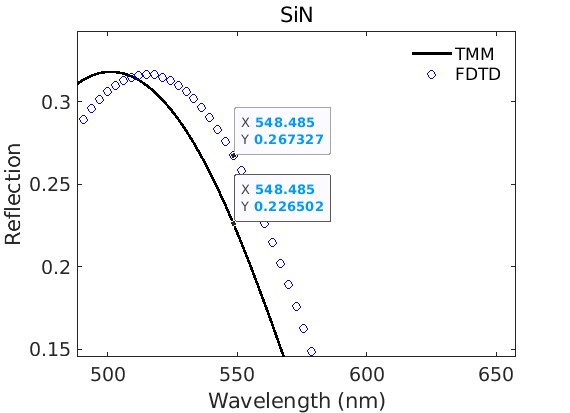 SiN
TMM
FDTD
0.3
0.25
0.2
0.15
X 548.485
Y 0.267327
X 548.485
Y 0.226502
500
550
600
650
Wavelength (nm)
Reflection